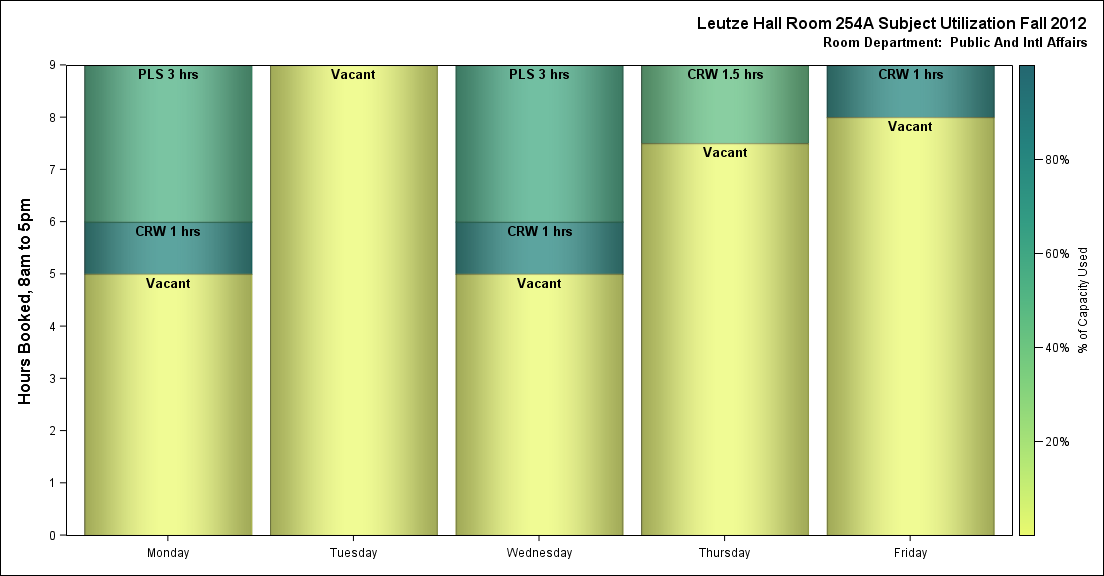 Leutze Hall Room 254A Subject Utilization Fall 2012
Room Department: Public And Intl Affairs
Hours Booked, 8am to 5pm
9
8
7
6
5
4
3
2
1
0
PLS 3 hrs
CRW 1 hrs
Vacant
Vacant
PLS 3 hrs
CRW 1 hrs
Vacant
CRW 1.5 hrs
Vacant
CRW 1 hrs
Vacant
Monday
Tuesday
Wednesday
Thursday
Friday
80%
60%
40%
20%
% of Capacity Used